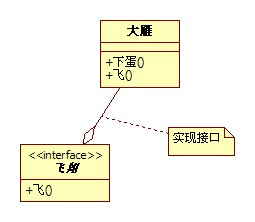 大雁
+下蛋()
+飞()
实现接口
<<interface>>
飞翔
+飞()